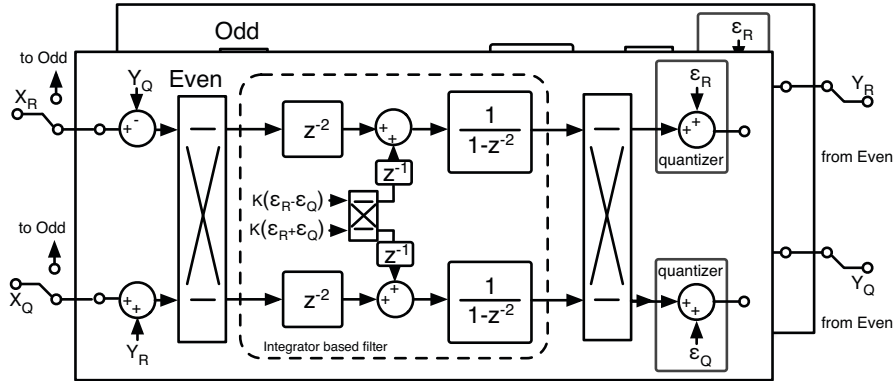 Odd
ε_R
to Odd
Y_Q
Even
X_R
+
-
z^-2
+
+
1
1-z^-2
ε_R
+
+
quantizer
Y_R
from Even
z^-1
K(ε_R-ε_Q)
K(ε_R+ε_Q)
z^-1
to Odd
X_Q
+
+
Y_R
z^-2
+
+
1
1-z^-2
Integrator based filter
quantizer
+
+
ε_Q
Y_Q
from Even